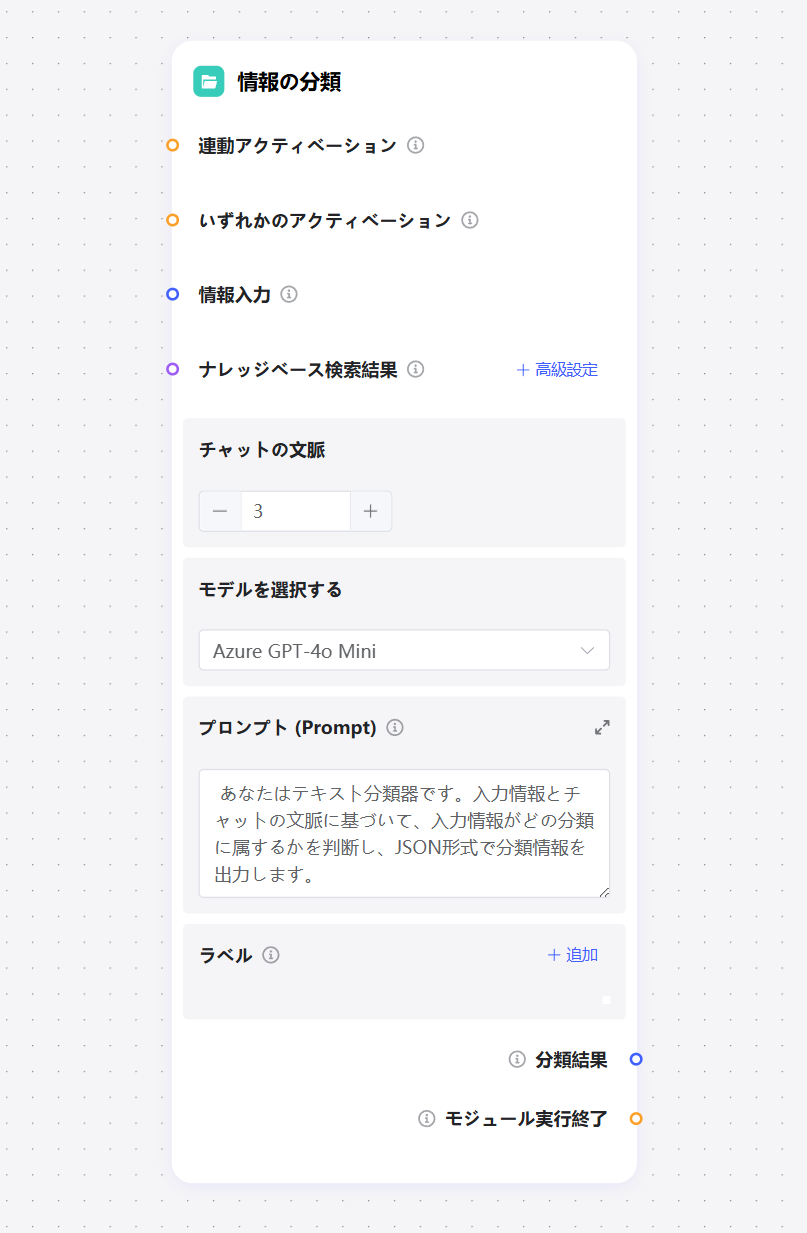 情報の分類
連動アクティベーション
いずれかのアクティベーション
情報入力
ナレッジベース検索結果 + 高級設定
チャットの文脈
− 3 +
モデルを選択する
Azure GPT-4o Mini
プロンプト (Prompt)
あなたはテキスト分類器です。入力情報とチ
ャットの文脈に基づいて、入力情報がどの分類
に属するかを判断し、JSON形式で分類情報を
出力します。
ラベル + 追加
分類結果
モジュール実行終了